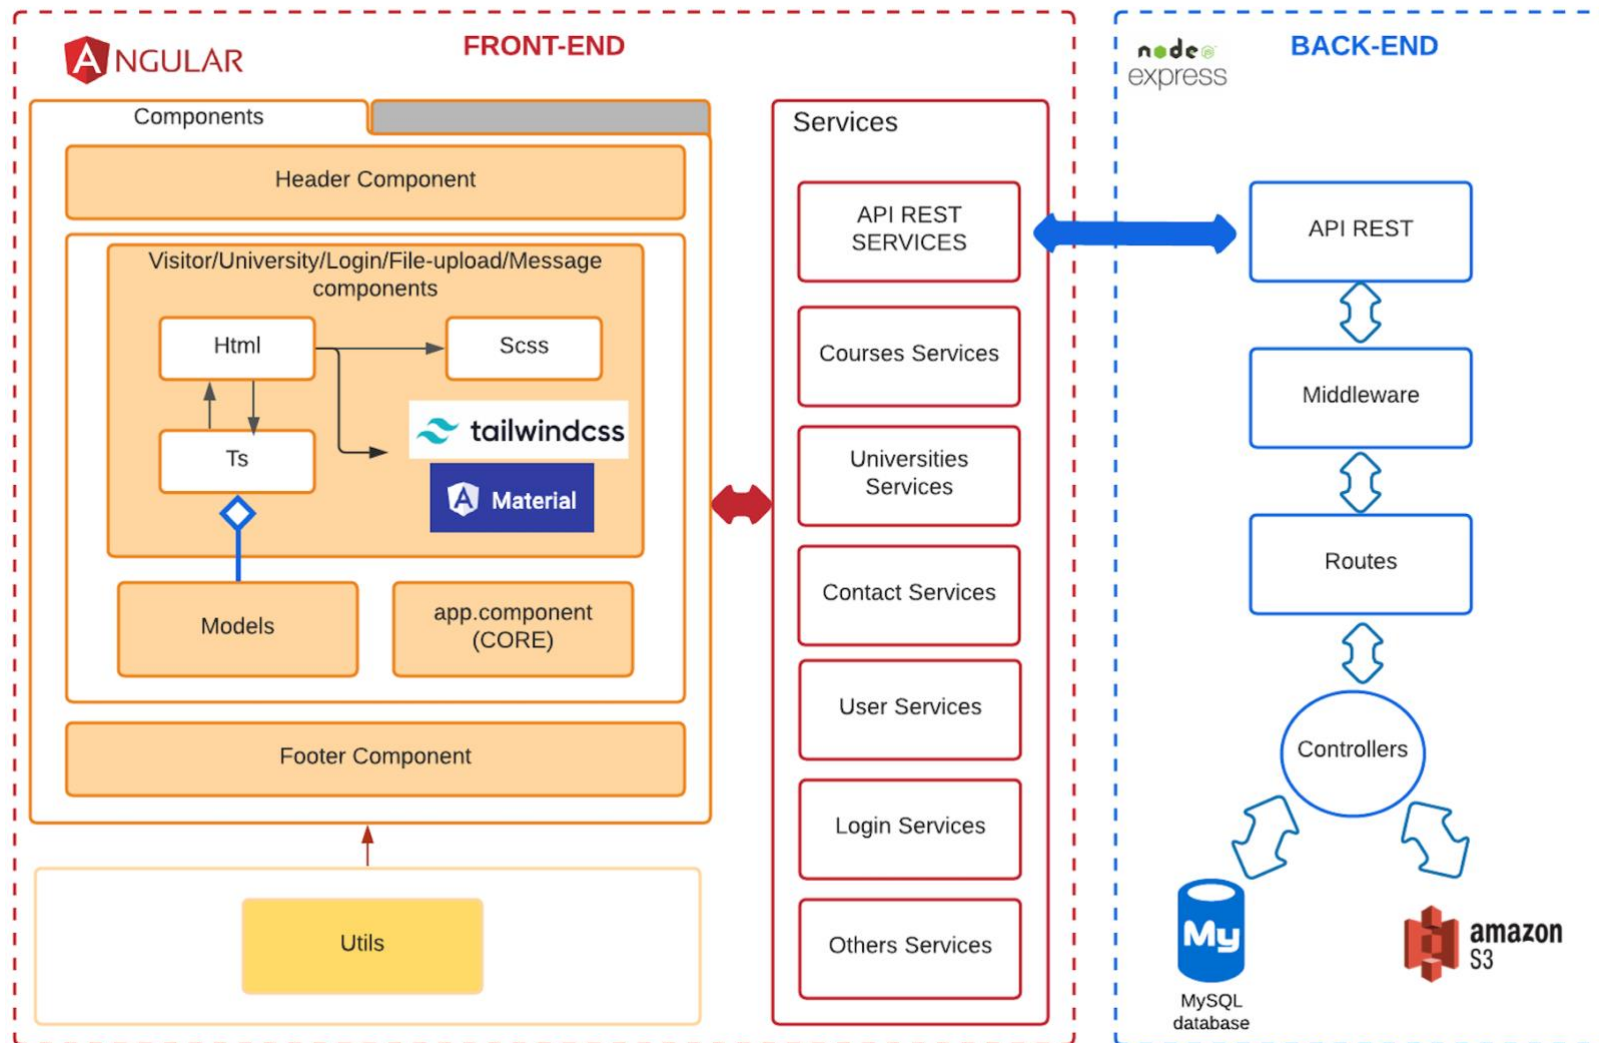 ANGULAR
FRONT-END
Components
Header Component
Visitor/University/Login/File-upload/Message
components
Html
Scss
Ts
tailwindcss
A Material
Models
app.component
(CORE)
Footer Component
Utils
Services
API REST
SERVICES
Courses Services
Universities
Services
Contact Services
User Services
Login Services
Others Services
node
express
BACK-END
API REST
Middleware
Routes
Controllers
My
MySQL
database
amazon
S3